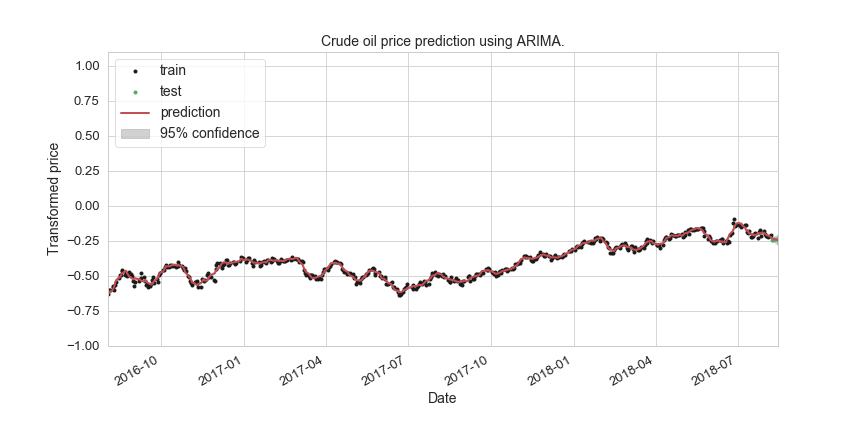 Crude oil price prediction using ARIMA.
train
test
prediction
95% confidence
1.00
0.75
0.50
0.25
0.00
−0.25
−0.50
−0.75
−1.00
Transformed price
2016-10
2017-01
2017-04
2017-07
2017-10
2018-01
2018-04
2018-07
Date